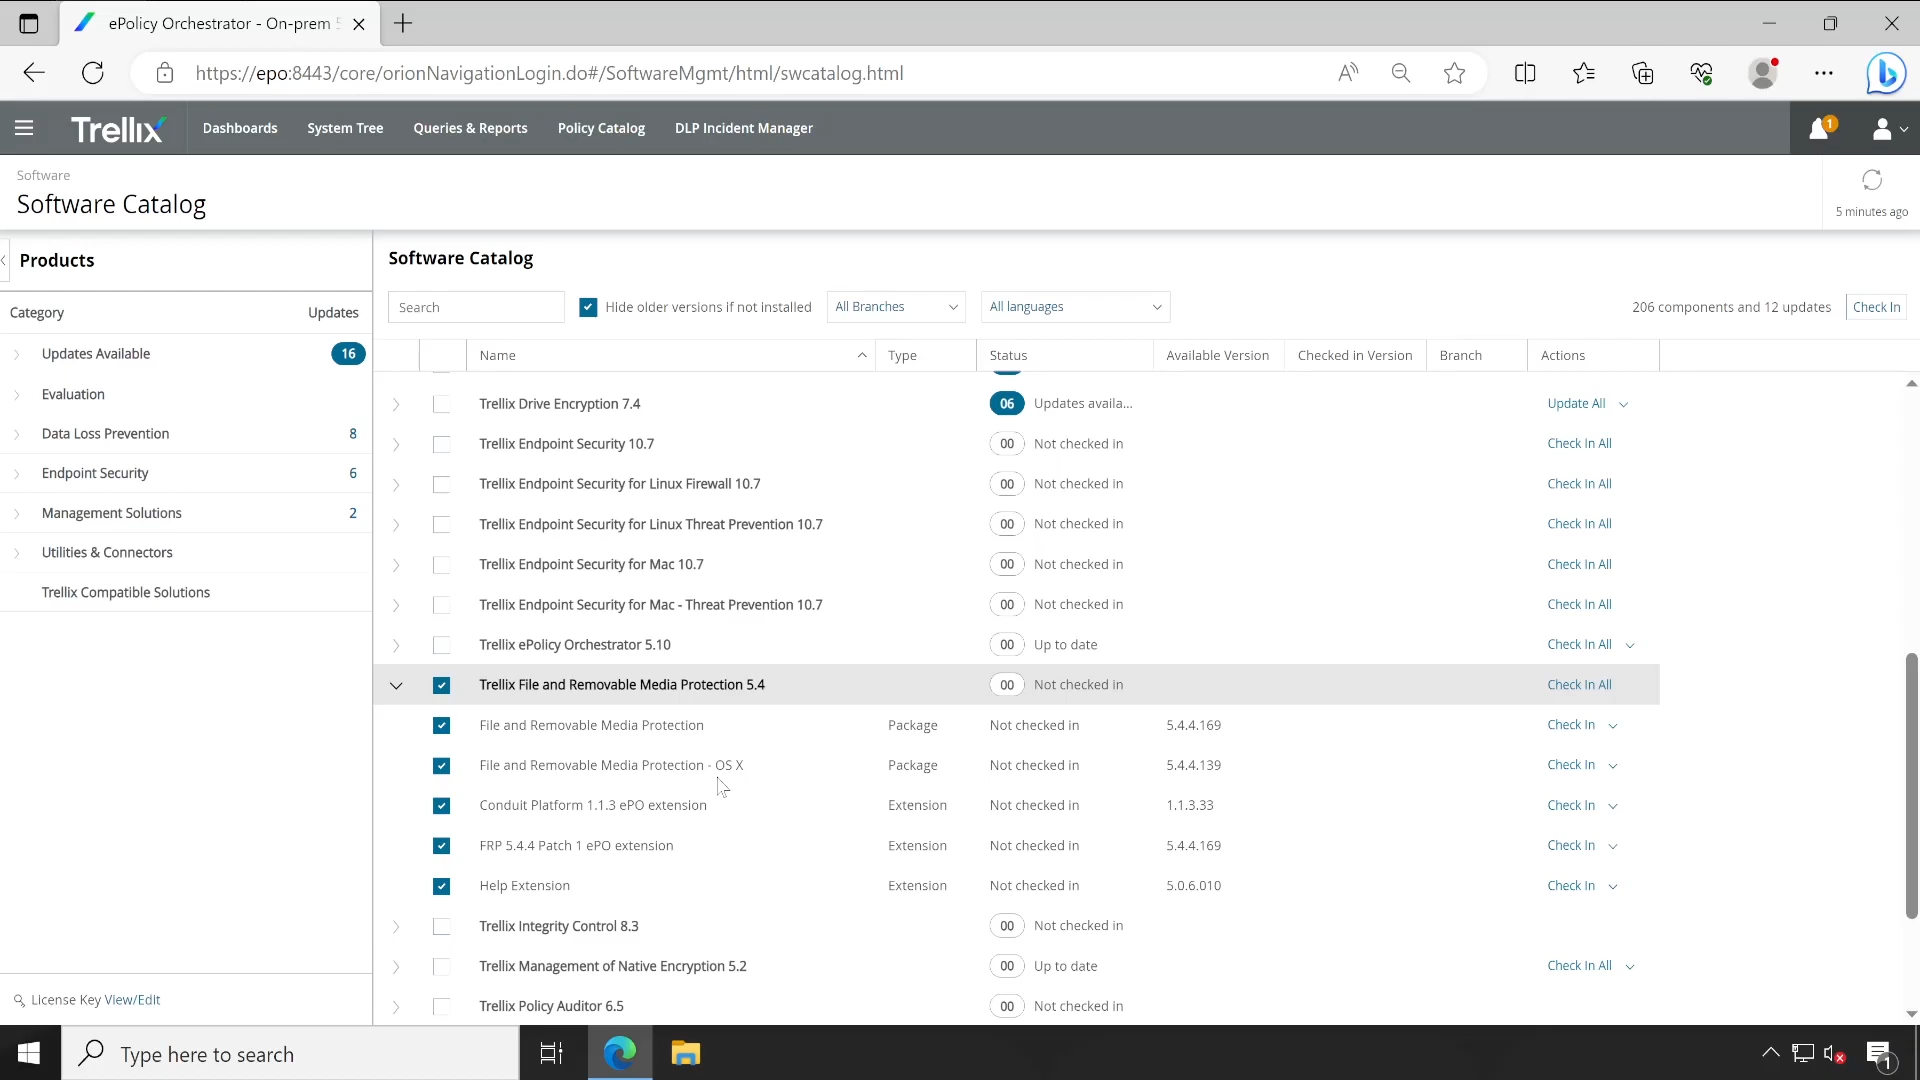 ePolicy Orchestrator - On-prem 5
https://epo:8443/core/orionNavigationLogin.do#/SoftwareMgmt/html/swcatalog.html
Trellix Dashboards System Tree Queries & Reports Policy Catalog DLP Incident Manager 1
Software
Software Catalog
5 minutes ago
Products
Category Updates
Updates Available 16
Evaluation
Data Loss Prevention 8
Endpoint Security 6
Management Solutions 2
Utilities & Connectors
Trellix Compatible Solutions
License Key View/Edit
Software Catalog
Search Hide older versions if not installed All Branches All languages 206 components and 12 updates Check In
Name Type Status Available Version Checked in Version Branch Actions
Trellix Drive Encryption 7.4 06 Updates availa... Update All
Trellix Endpoint Security 10.7 00 Not checked in Check In All
Trellix Endpoint Security for Linux Firewall 10.7 00 Not checked in Check In All
Trellix Endpoint Security for Linux Threat Prevention 10.7 00 Not checked in Check In All
Trellix Endpoint Security for Mac 10.7 00 Not checked in Check In All
Trellix Endpoint Security for Mac - Threat Prevention 10.7 00 Not checked in Check In All
Trellix ePolicy Orchestrator 5.10 00 Up to date Check In All
Trellix File and Removable Media Protection 5.4 00 Not checked in Check In All
File and Removable Media Protection Package Not checked in 5.4.4.169 Check In
File and Removable Media Protection - OS X Package Not checked in 5.4.4.139 Check In
Conduit Platform 1.1.3 ePO extension Extension Not checked in 1.1.3.33 Check In
FRP 5.4.4 Patch 1 ePO extension Extension Not checked in 5.4.4.169 Check In
Help Extension Extension Not checked in 5.0.6.010 Check In
Trellix Integrity Control 8.3 00 Not checked in
Trellix Management of Native Encryption 5.2 00 Up to date Check In All
Trellix Policy Auditor 6.5 00 Not checked in
Type here to search
1